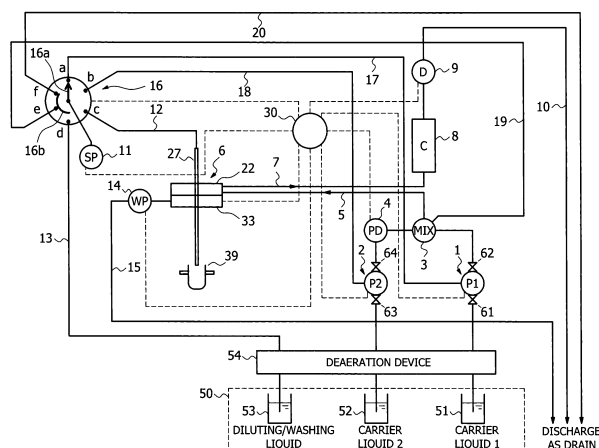 20
16a
a
b
16
17
f
18
e
c
12
30
D
9
10
16b
d
SP
11
27
6
22
7
C
8
19
14
WP
4
5
33
PD
MIX
13
15
39
2
64
3
1
62
P2
P1
63
61
54
DEAERATION DEVICE
50
53
52
51
DILUTING/WASHING
LIQUID
CARRIER
LIQUID 2
CARRIER
LIQUID 1
DISCHARGE
AS DRAIN